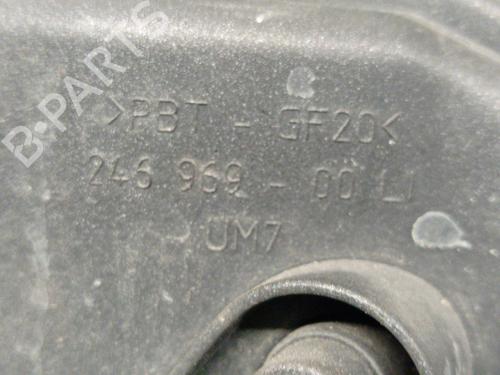 B-PARTS
>PBT - GF20<
246 969 - 00 LI
UM7